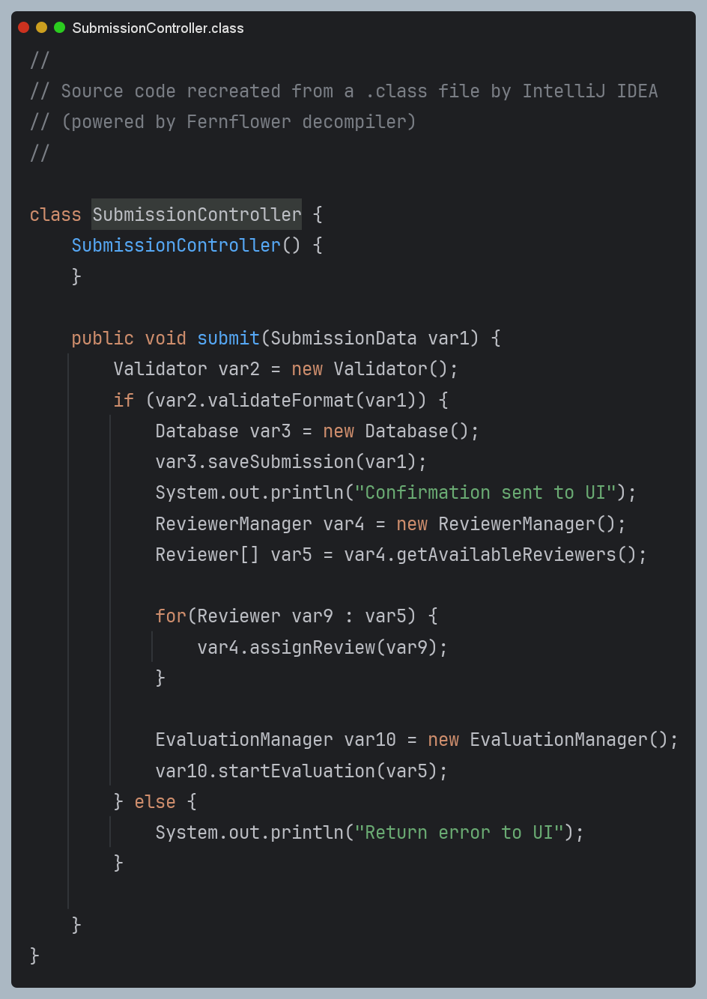 SubmissionController.class
//
// Source code recreated from a .class file by IntelliJ IDEA
// (powered by Fernflower decompiler)
//
class SubmissionController {
    SubmissionController() {
    }
    public void submit(SubmissionData var1) {
        Validator var2 = new Validator();
        if (var2.validateFormat(var1)) {
            Database var3 = new Database();
            var3.saveSubmission(var1);
            System.out.println("Confirmation sent to UI");
            ReviewerManager var4 = new ReviewerManager();
            Reviewer[] var5 = var4.getAvailableReviewers();
            for(Reviewer var9 : var5) {
                var4.assignReview(var9);
            }
            EvaluationManager var10 = new EvaluationManager();
            var10.startEvaluation(var5);
        } else {
            System.out.println("Return error to UI");
        }
    }
}